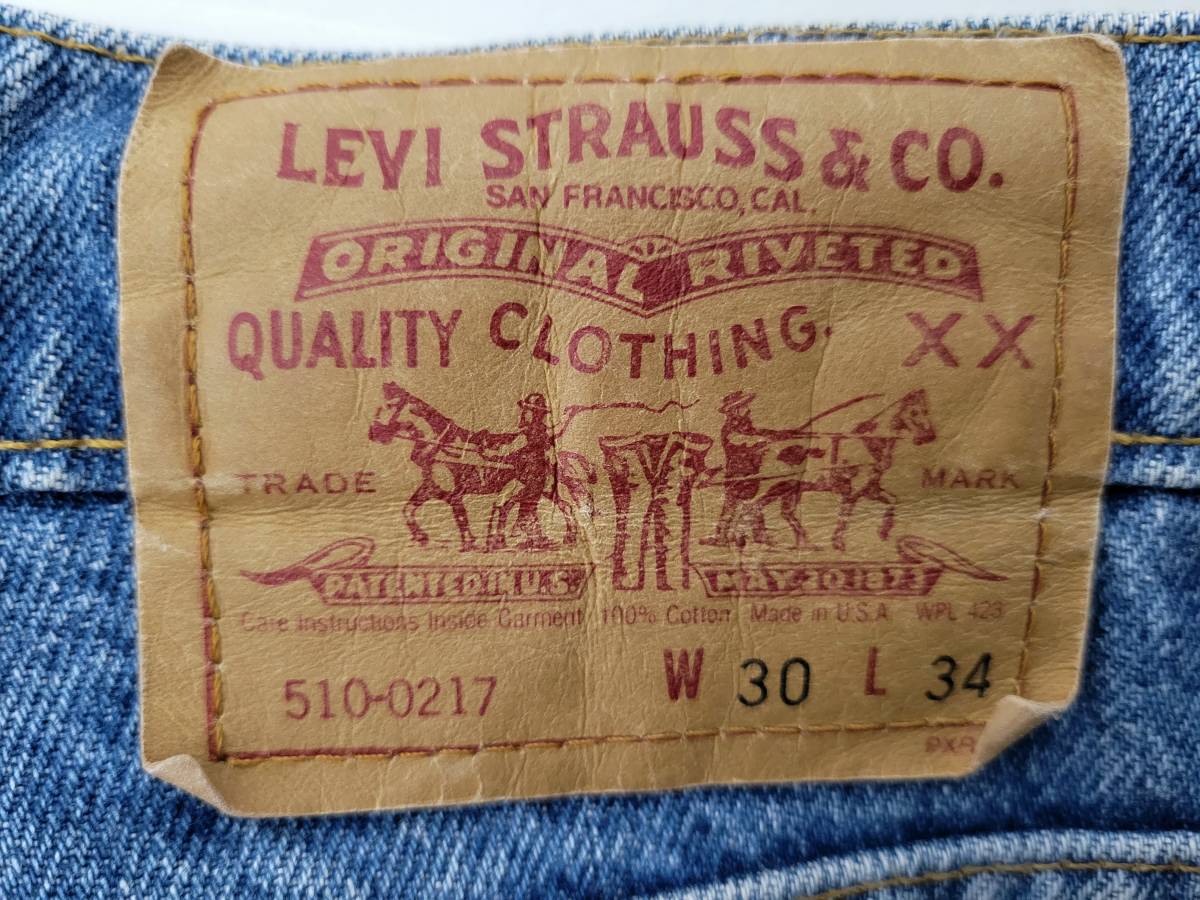 LEVI STRAUSS & CO.
SAN FRANCISCO, CAL.
ORIGINAL RIVETED
QUALITY CLOTHING. XX
TRADE MARK
PATENTED IN U.S. MAY 20 1873
Care Instructions Inside Garment 100% Cotton Made in U.S.A WPL 423
510-0217 W 30 L 34